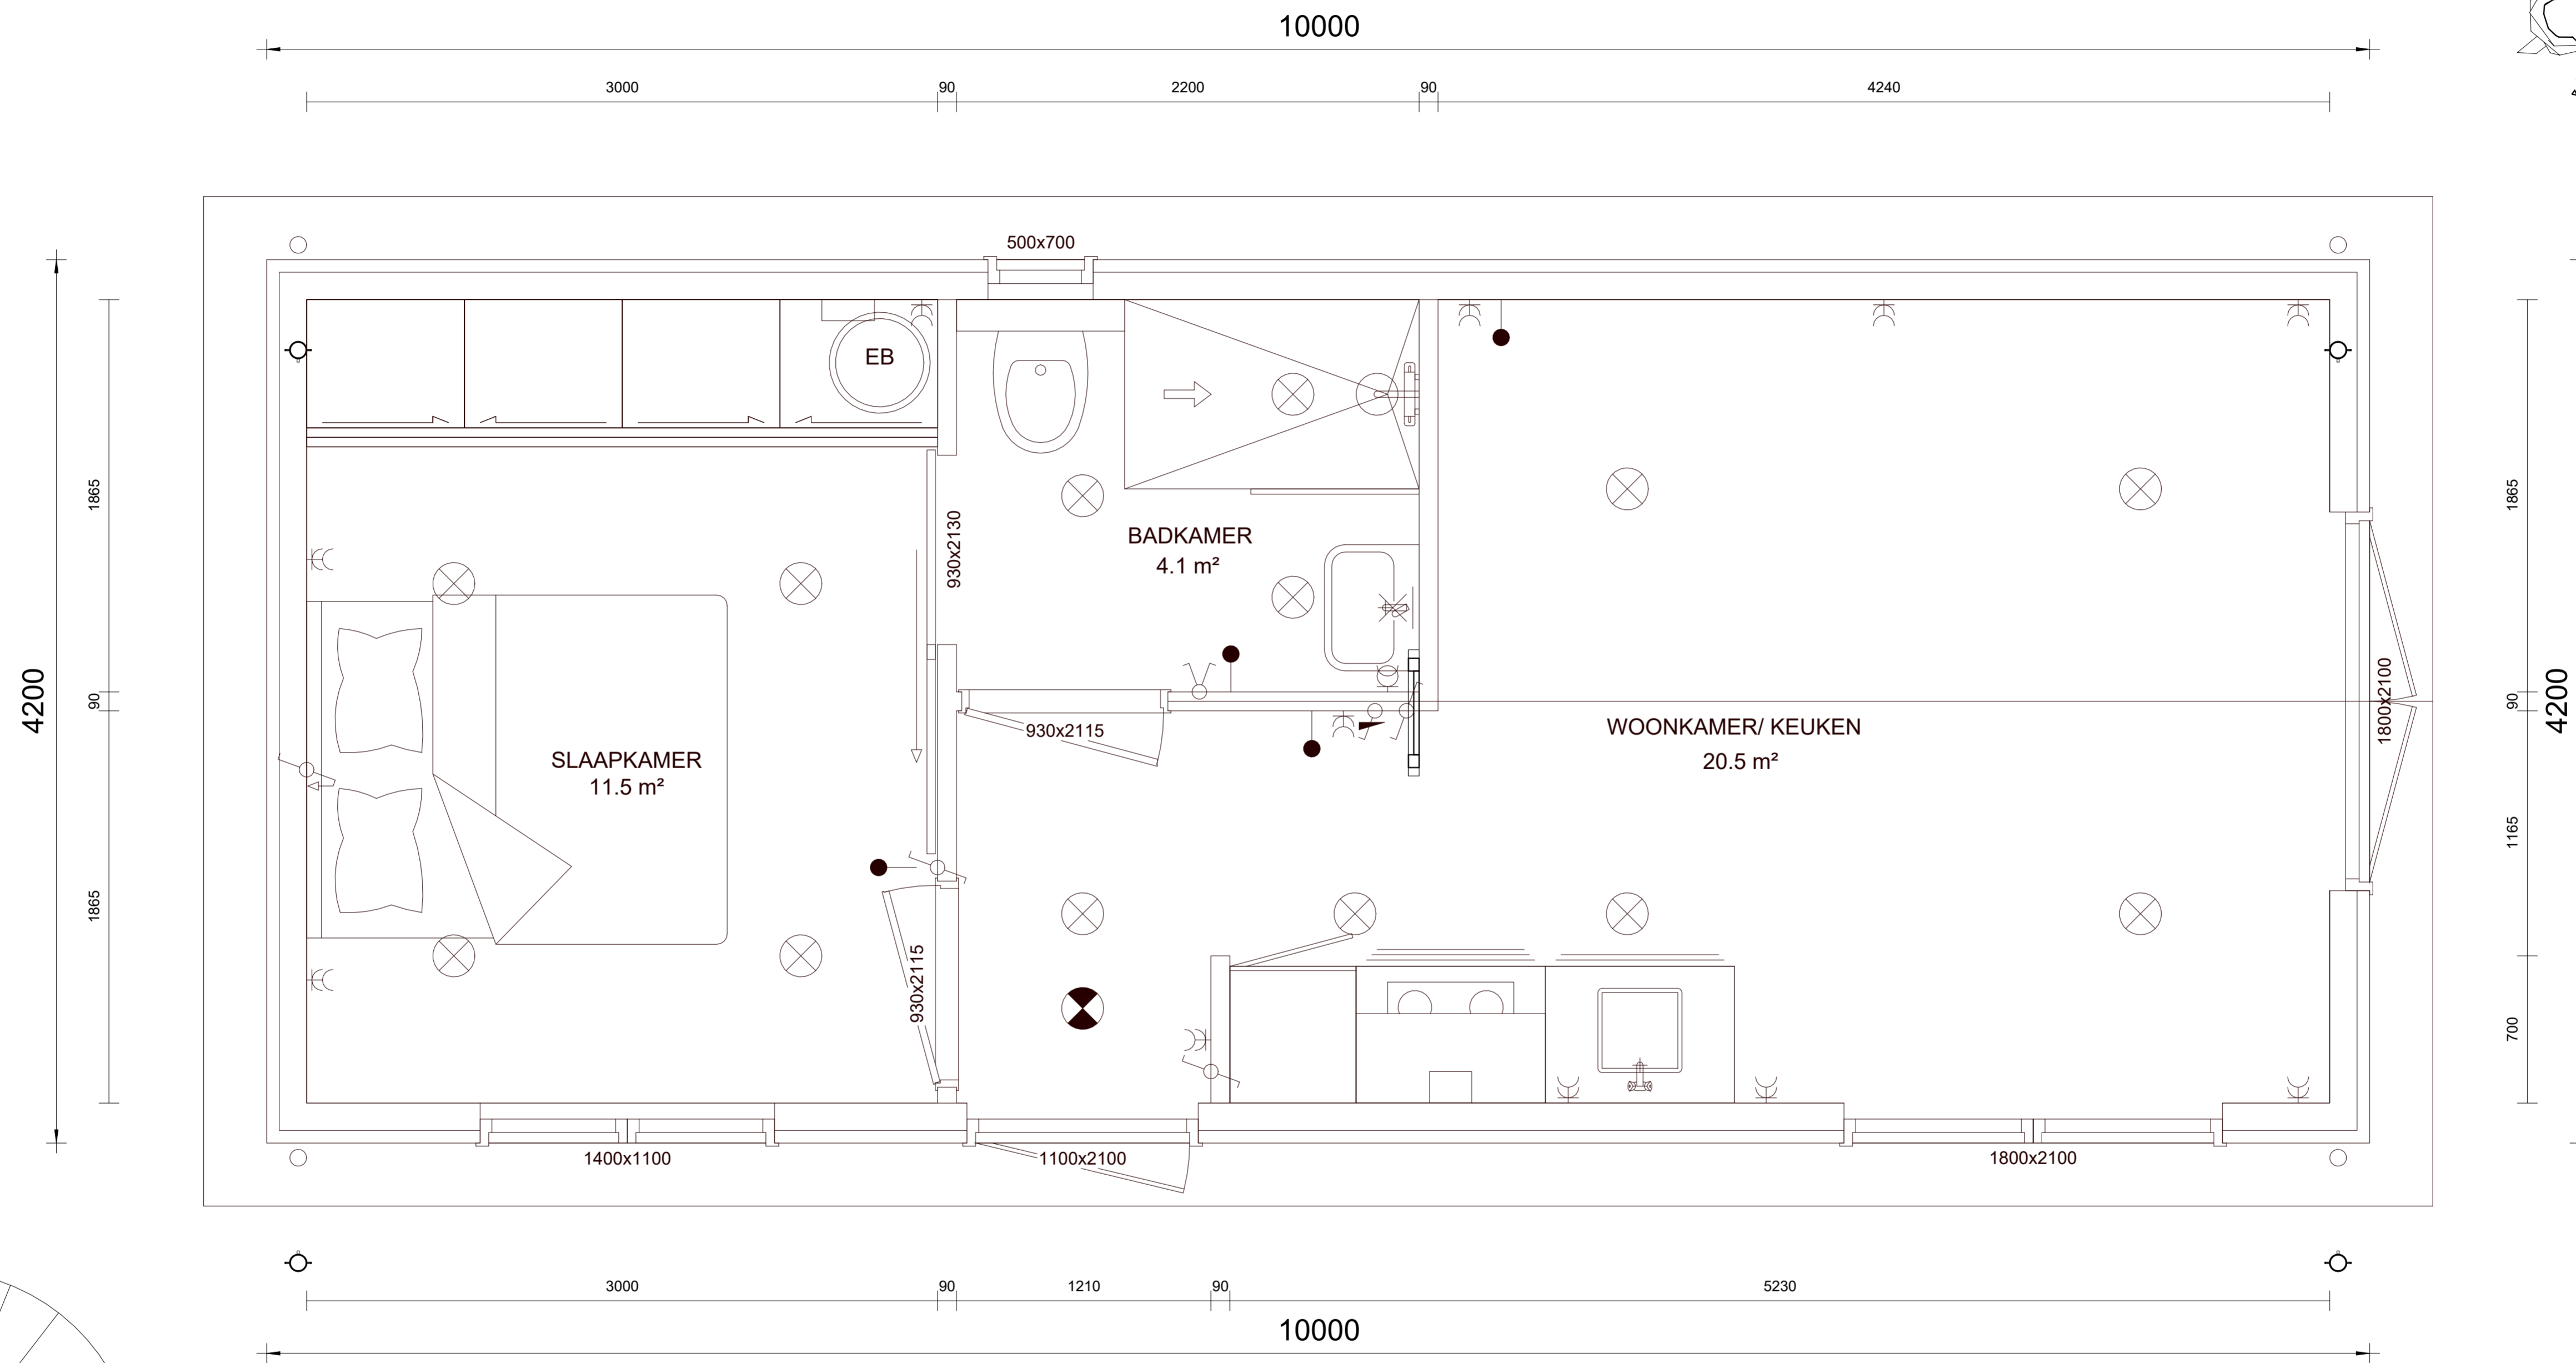 10000
3000 90 2200 90 4240
500x700
EB
1865
1865
930x2130
BADKAMER
4.1 m²
4200
90
930x2115
WOONKAMER/ KEUKEN
20.5 m²
1800x2100
90
4200
SLAAPKAMER
11.5 m²
1165
1865
930x2115
700
1400x1100
1100x2100
1800x2100
3000 90 1210 90 5230
10000